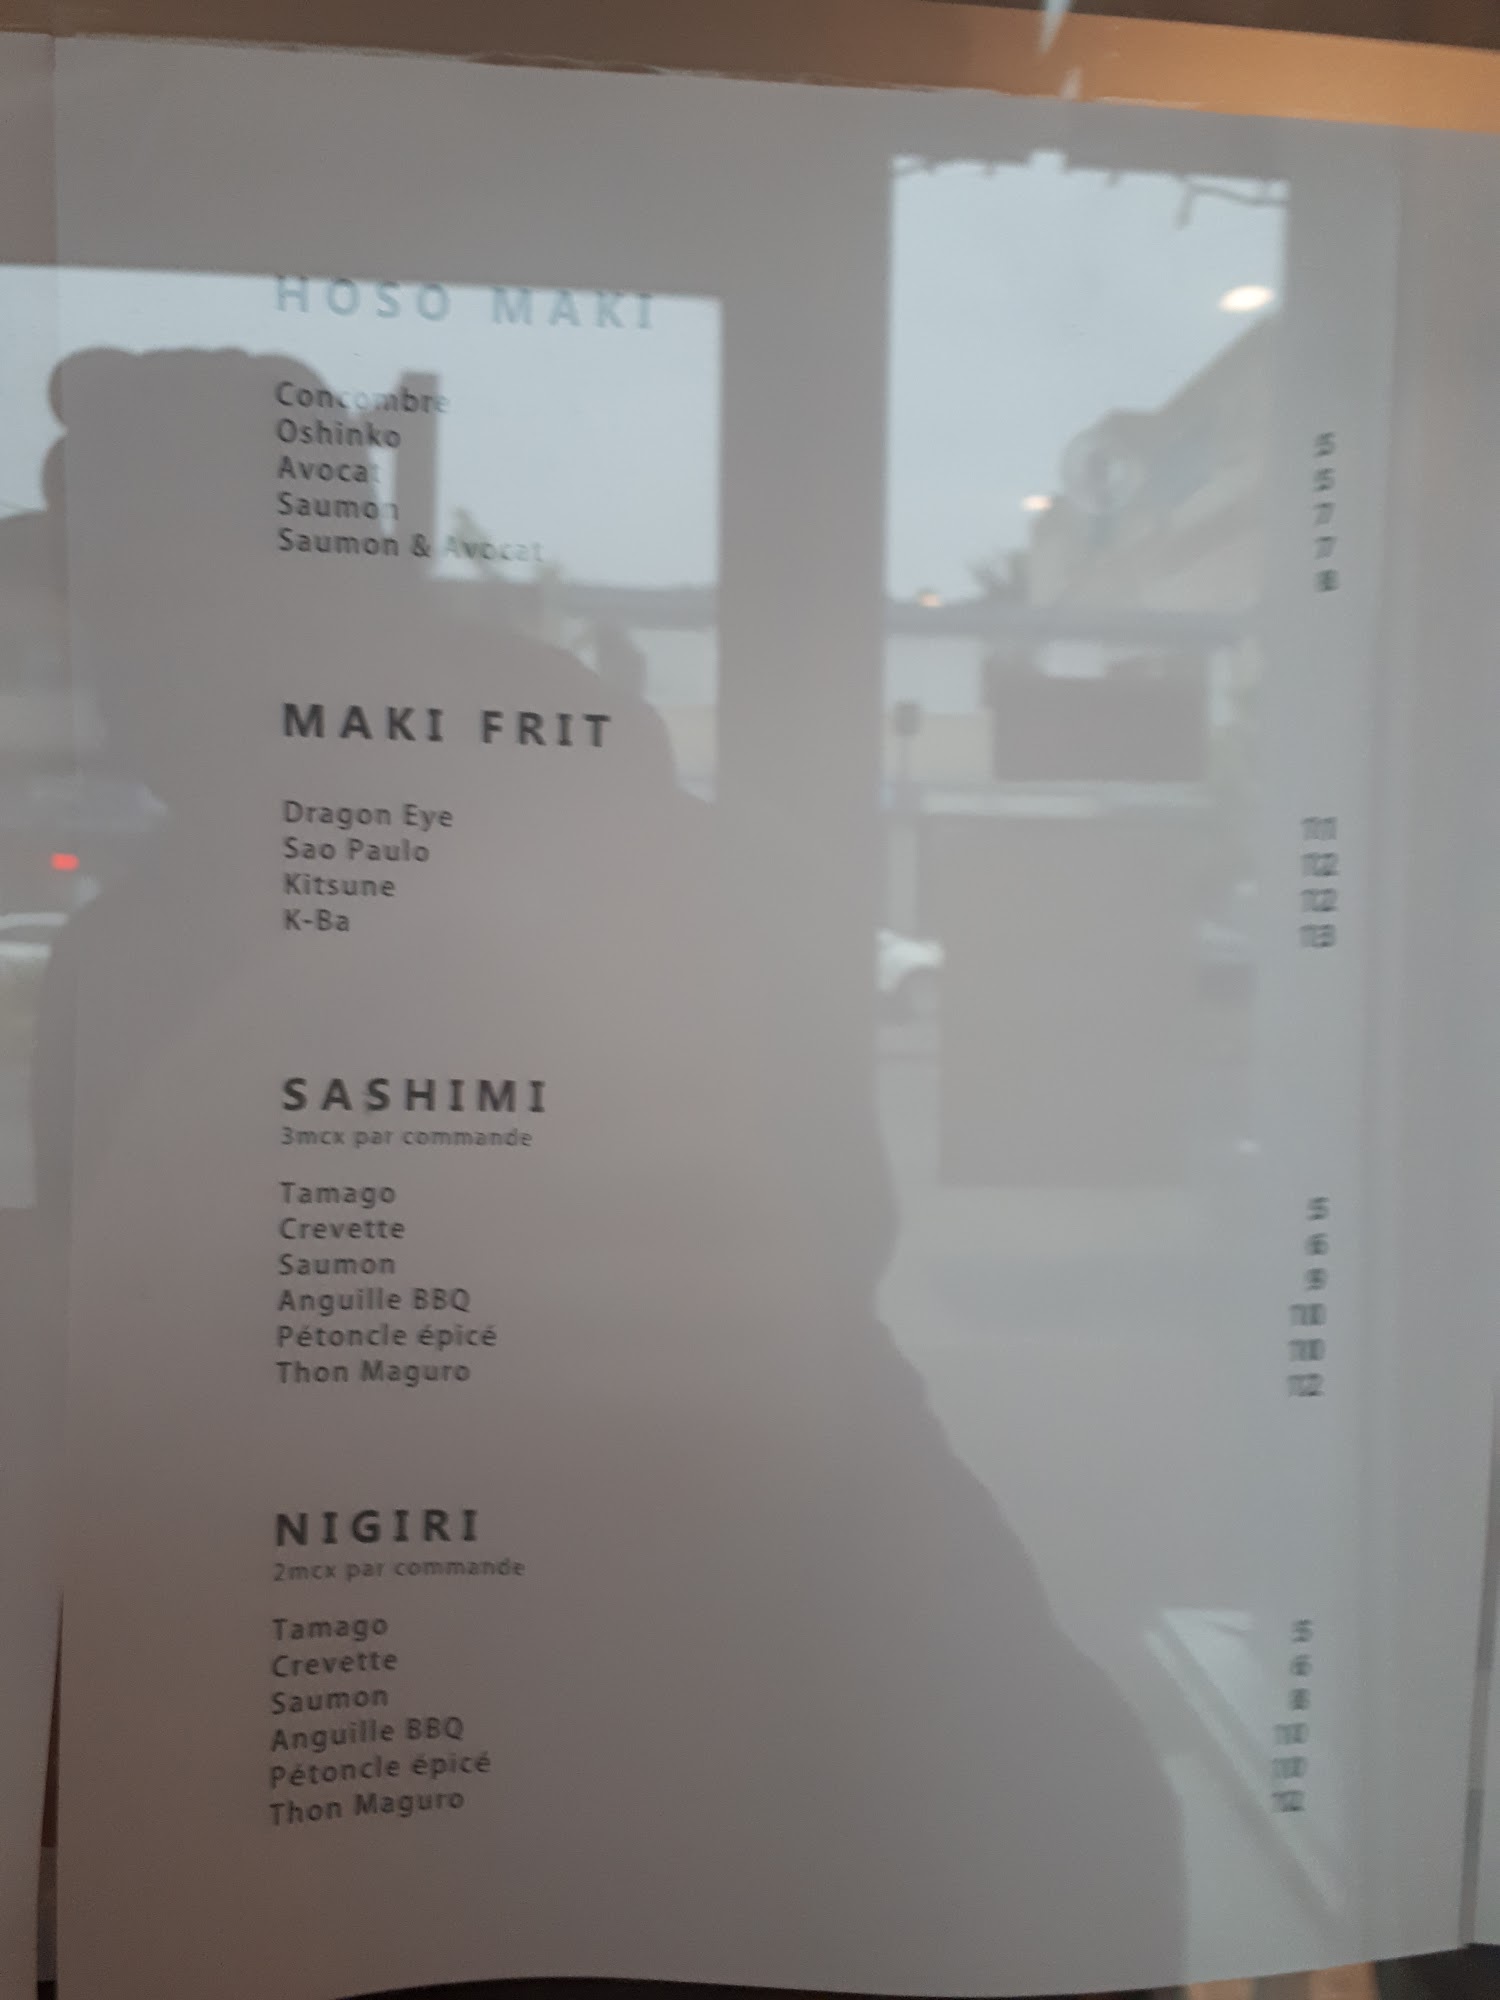 HOSO MAKI
Concombre 5
Oshinko 5
Avocat 7
Saumon 7
Saumon & Avocat 8
MAKI FRIT
Dragon Eye 11
Sao Paulo 12
Kitsune 12
K-Ba 13
SASHIMI
3mcx par commande
Tamago 5
Crevette 6
Saumon 9
Anguille BBQ 10
Pétoncle épicé 10
Thon Maguro 12
NIGIRI
2mcx par commande
Tamago 5
Crevette 6
Saumon 8
Anguille BBQ 10
Pétoncle épicé 10
Thon Maguro 12